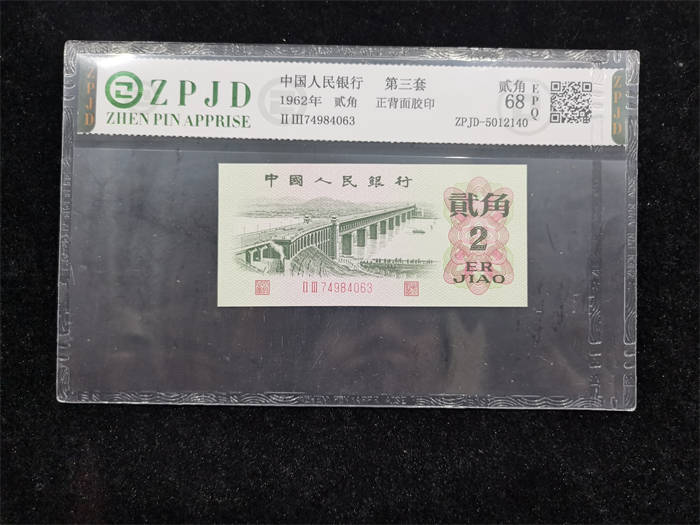 ZPJD
ZPJD
ZHEN PIN APPRISE
中国人民银行 第三套
1962年 贰角 正背面胶印
ⅡⅢ74984063
贰角
68
EPQ
ZPJD-5012140
ZPJD
中國人民銀行
貳角
2
ER
JIAO
ⅡⅢ74984063